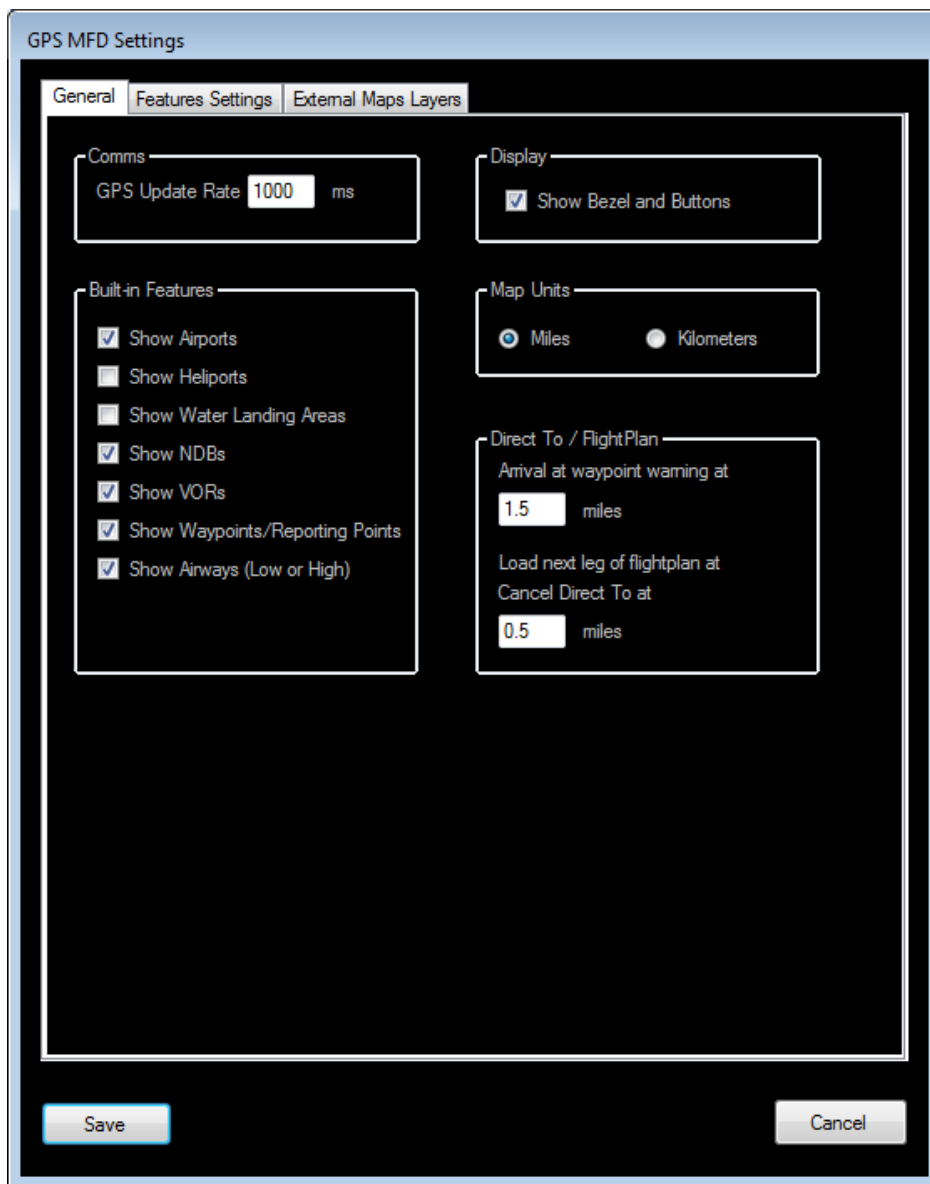 GPS MFD Settings
General Features Settings External Maps Layers
Comms
GPS Update Rate 1000 ms
Display
Show Bezel and Buttons
Built-in Features
Show Airports
Show Heliports
Show Water Landing Areas
Show NDBs
Show VORs
Show Waypoints/Reporting Points
Show Airways (Low or High)
Map Units
Miles Kilometers
Direct To / FlightPlan
Arrival at waypoint warning at
1.5 miles
Load next leg of flightplan at
Cancel Direct To at
0.5 miles
Save Cancel